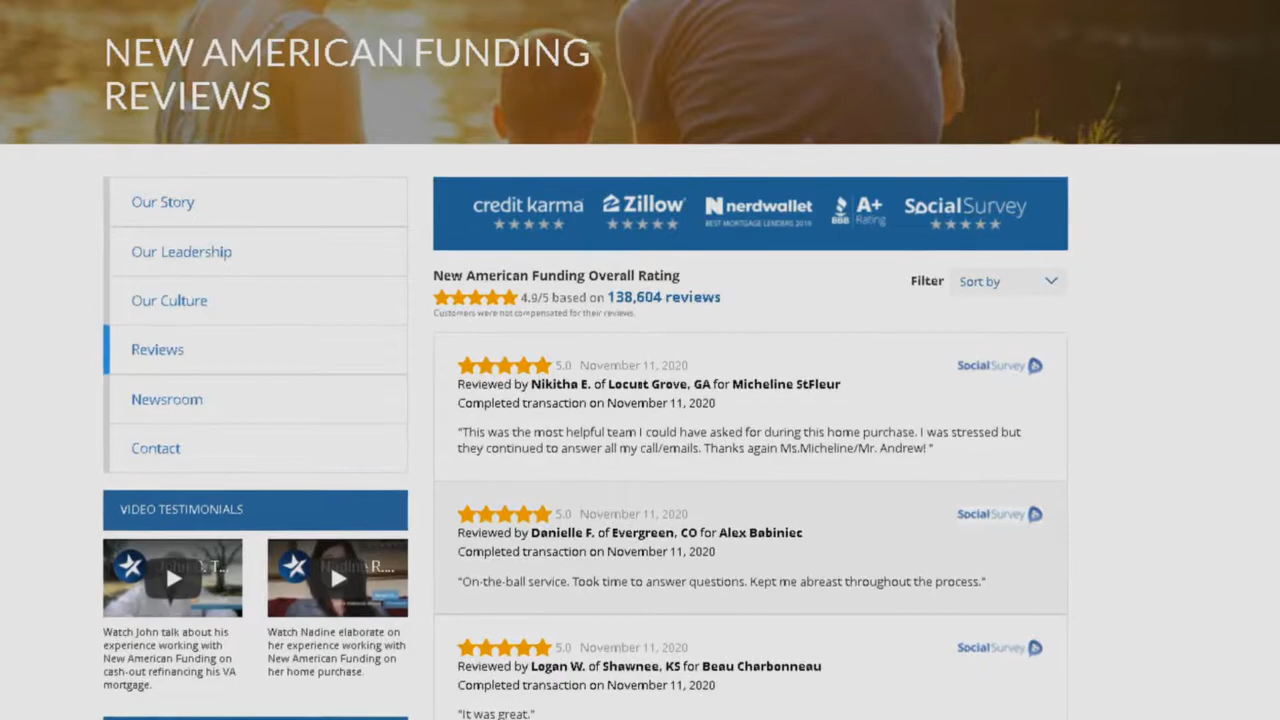 NEW AMERICAN FUNDING
REVIEWS
Our Story
Our Leadership
Our Culture
Reviews
Newsroom
Contact
VIDEO TESTIMONIALS
John D. T...
Nadine R....
Watch John talk about his
experience working with
New American Funding on
cash-out refinancing his VA
mortgage.
Watch Nadine elaborate on
her experience working with
New American Funding on
her home purchase.
credit karma
Zillow
nerdwallet
BEST MORTGAGE LENDERS 2019
BBB
A+
Rating
SocialSurvey
New American Funding Overall Rating
4.9/5 based on 138,604 reviews
Customers were not compensated for their reviews.
Filter
Sort by
5.0 November 11, 2020
SocialSurvey
Reviewed by Nikitha E. of Locust Grove, GA for Micheline StFleur
Completed transaction on November 11, 2020
"This was the most helpful team I could have asked for during this home purchase. I was stressed but
they continued to answer all my call/emails. Thanks again Ms.Micheline/Mr. Andrew! "
5.0 November 11, 2020
SocialSurvey
Reviewed by Danielle F. of Evergreen, CO for Alex Babiniec
Completed transaction on November 11, 2020
"On-the-ball service. Took time to answer questions. Kept me abreast throughout the process."
5.0 November 11, 2020
SocialSurvey
Reviewed by Logan W. of Shawnee, KS for Beau Charbonneau
Completed transaction on November 11, 2020
"It was great."